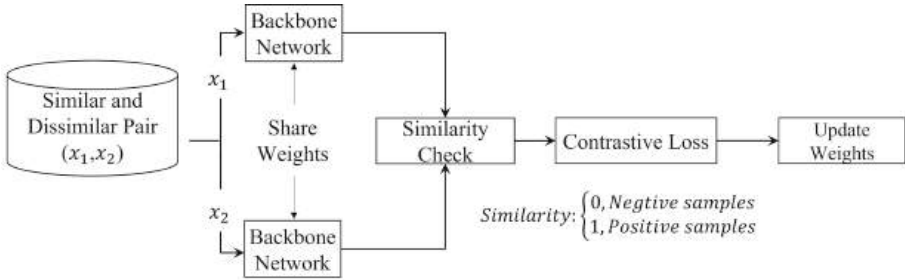 Similar and
Dissimilar Pair
(x₁,x₂)
x₁
x₂
Backbone
Network
Share
Weights
Backbone
Network
Similarity
Check
Contrastive Loss
Update
Weights
Similarity: {0, Negtive samples
1, Positive samples